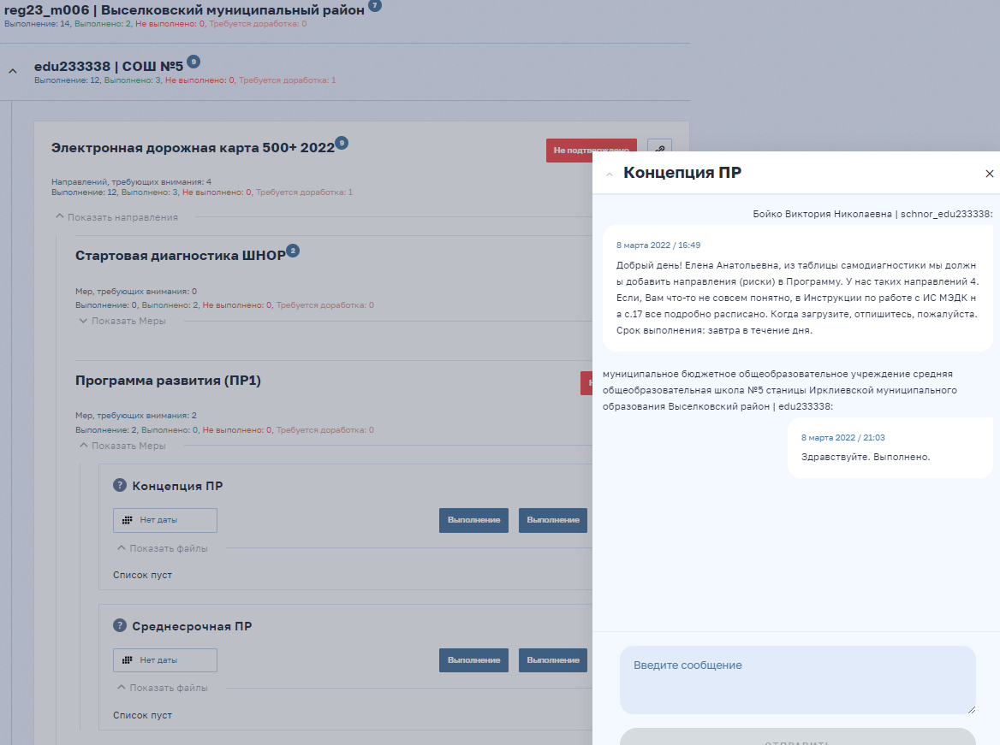 reg23_m006 | Выселковский муниципальный район 7
Выполнение: 14, Выполнено: 2, Не выполнено: 0, Требуется доработка: 0
edu233338 | СОШ №5 9
Выполнение: 12, Выполнено: 3, Не выполнено: 0, Требуется доработка: 1
Электронная дорожная карта 500+ 2022 9
Не подтверждено
Направлений, требующих внимания: 4
Выполнение: 12, Выполнено: 3, Не выполнено: 0, Требуется доработка: 1
Показать направления
Стартовая диагностика ШНОР 2
Мер, требующих внимания: 0
Выполнение: 0, Выполнено: 2, Не выполнено: 0, Требуется доработка: 0
Показать Меры
Программа развития (ПР1)
Мер, требующих внимания: 2
Выполнение: 2, Выполнено: 0, Не выполнено: 0, Требуется доработка: 0
Показать Меры
? Концепция ПР
Нет даты
Выполнение
Выполнение
Показать файлы
Список пуст
? Среднесрочная ПР
Нет даты
Выполнение
Выполнение
Показать файлы
Список пуст
Концепция ПР
Бойко Виктория Николаевна | schnor_edu233338:
8 марта 2022 / 16:49
Добрый день! Елена Анатольевна, из таблицы самодиагностики мы должн
ы добавить направления (риски) в Программу. У нас таких направлений 4.
Если, Вам что-то не совсем понятно, в Инструкции по работе с ИС МЭДК н
а с.17 все подробно расписано. Когда загрузите, отпишитесь, пожалуйста.
Срок выполнения: завтра в течение дня.
муниципальное бюджетное общеобразовательное учреждение средняя
общеобразовательная школа №5 станицы Ирклиевской муниципального
образования Выселковский район | edu233338:
8 марта 2022 / 21:03
Здравствуйте. Выполнено.
Введите сообщение
ОТПРАВИТЬ